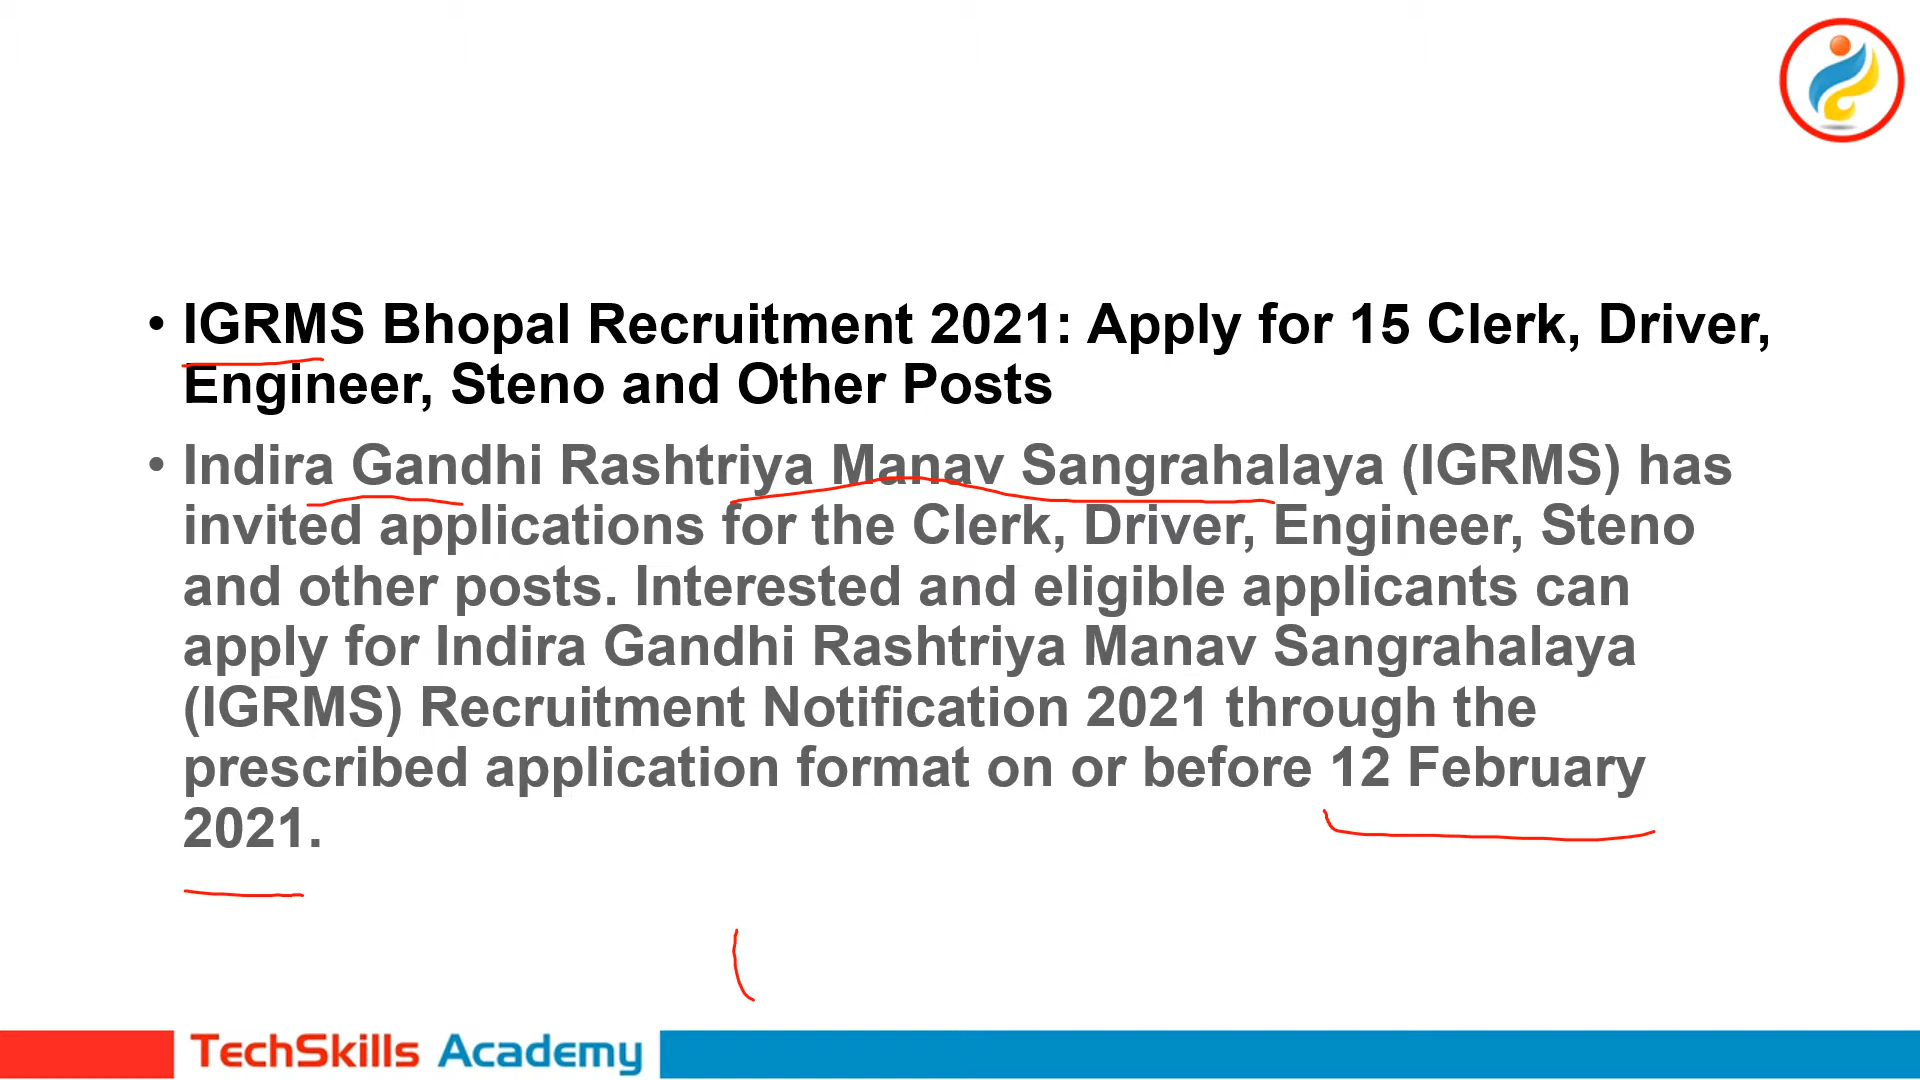 • IGRMS Bhopal Recruitment 2021: Apply for 15 Clerk, Driver,
Engineer, Steno and Other Posts
• Indira Gandhi Rashtriya Manav Sangrahalaya (IGRMS) has
invited applications for the Clerk, Driver, Engineer, Steno
and other posts. Interested and eligible applicants can
apply for Indira Gandhi Rashtriya Manav Sangrahalaya
(IGRMS) Recruitment Notification 2021 through the
prescribed application format on or before 12 February
2021.
TechSkills Academy